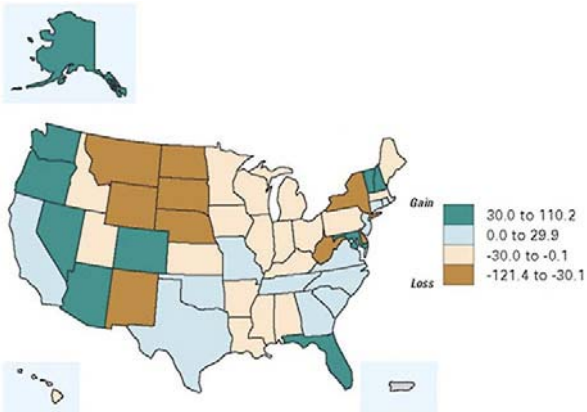 Gain
30.0 to 110.2
0.0 to 29.9
-30.0 to -0.1
-121.4 to -30.1
Loss